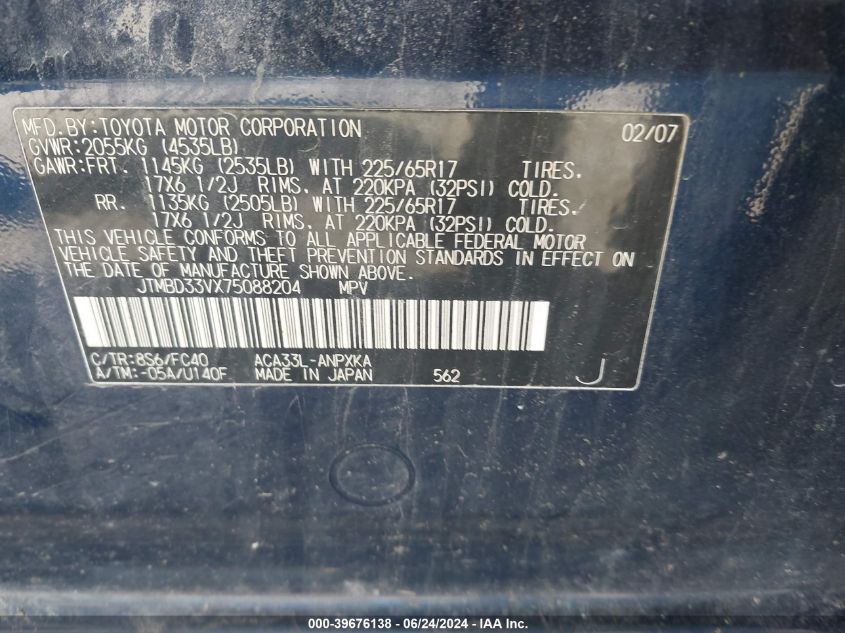 MFD. BY: TOYOTA MOTOR CORPORATION 02/07
GVWR: 2055KG (4535LB)
GAWR: FRT. 1145KG (2535LB) WITH 225/65R17 TIRES.
17X6 1/2J RIMS. AT 220KPA (32PSI) COLD.
RR. 1135KG (2505LB) WITH 225/65R17 TIRES.
17X6 1/2J RIMS. AT 220KPA (32PSI) COLD.
THIS VEHICLE CONFORMS TO ALL APPLICABLE FEDERAL MOTOR
VEHICLE SAFETY AND THEFT PREVENTION STANDARDS IN EFFECT ON
THE DATE OF MANUFACTURE SHOWN ABOVE.
JTMBD33VX75088204 MPV
C/TR: 8S6/FC40 ACA33L-ANPXKA
A/TM: -05A/U140F MADE IN JAPAN 562 J
000-39676138 - 06/24/2024 - IAA Inc.